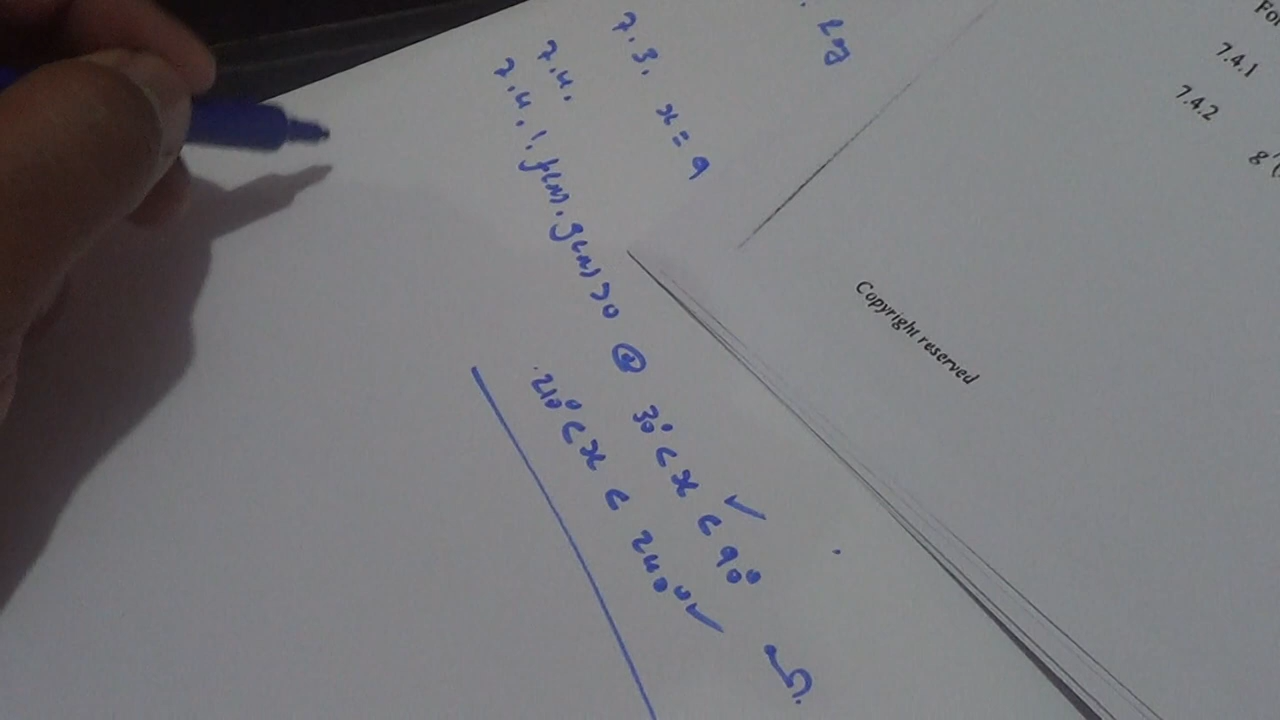 7.3. x = 9
7.4.
7.4.1. f(x).g(x) > 0
30° < x < 90° ✓
210° < x < 240° ✓
For
7.4.1
7.4.2
Copyright reserved